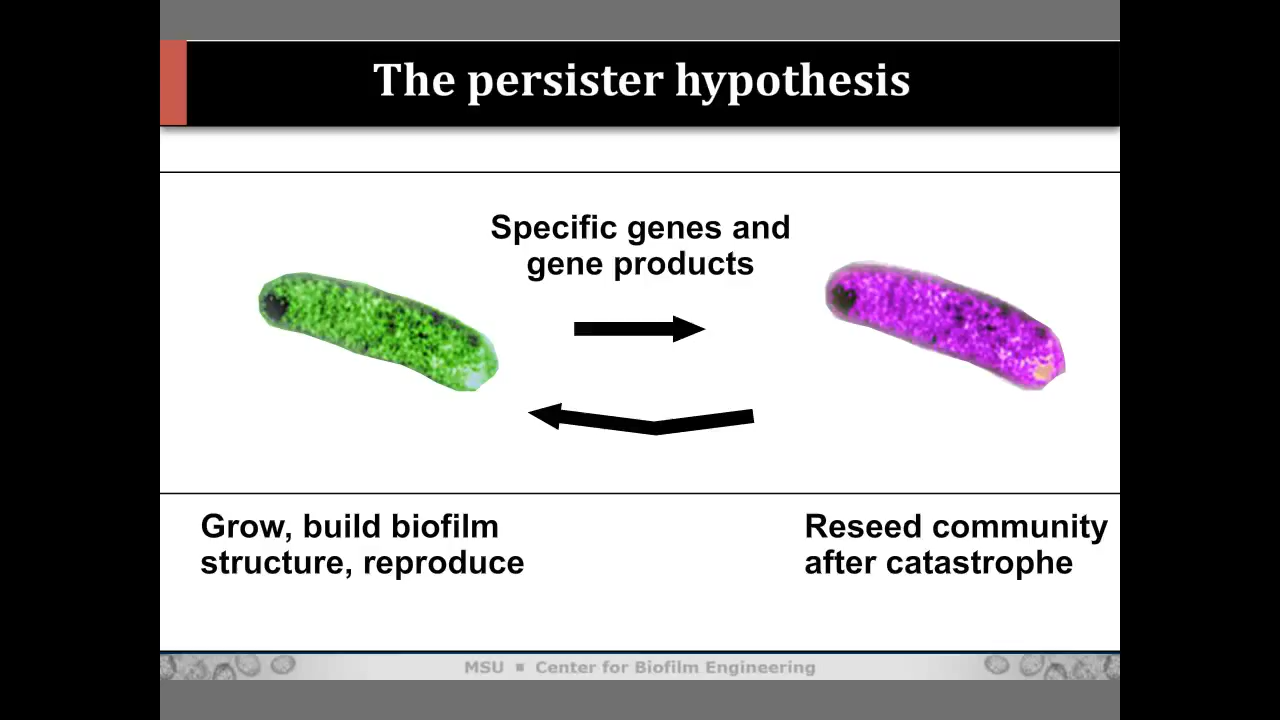 The persister hypothesis
Specific genes and
gene products
Grow, build biofilm
structure, reproduce
Reseed community
after catastrophe
MSU ▪ Center for Biofilm Engineering